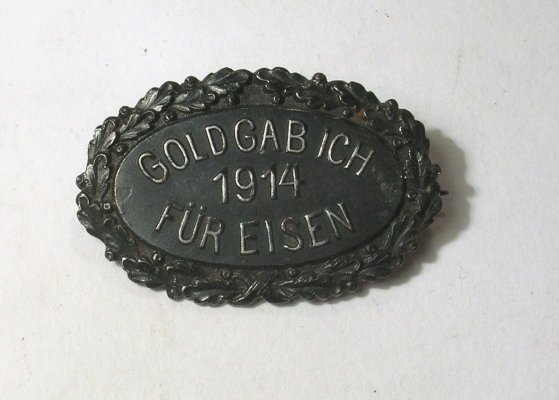 GOLD GAB ICH
1914
FÜR EISEN